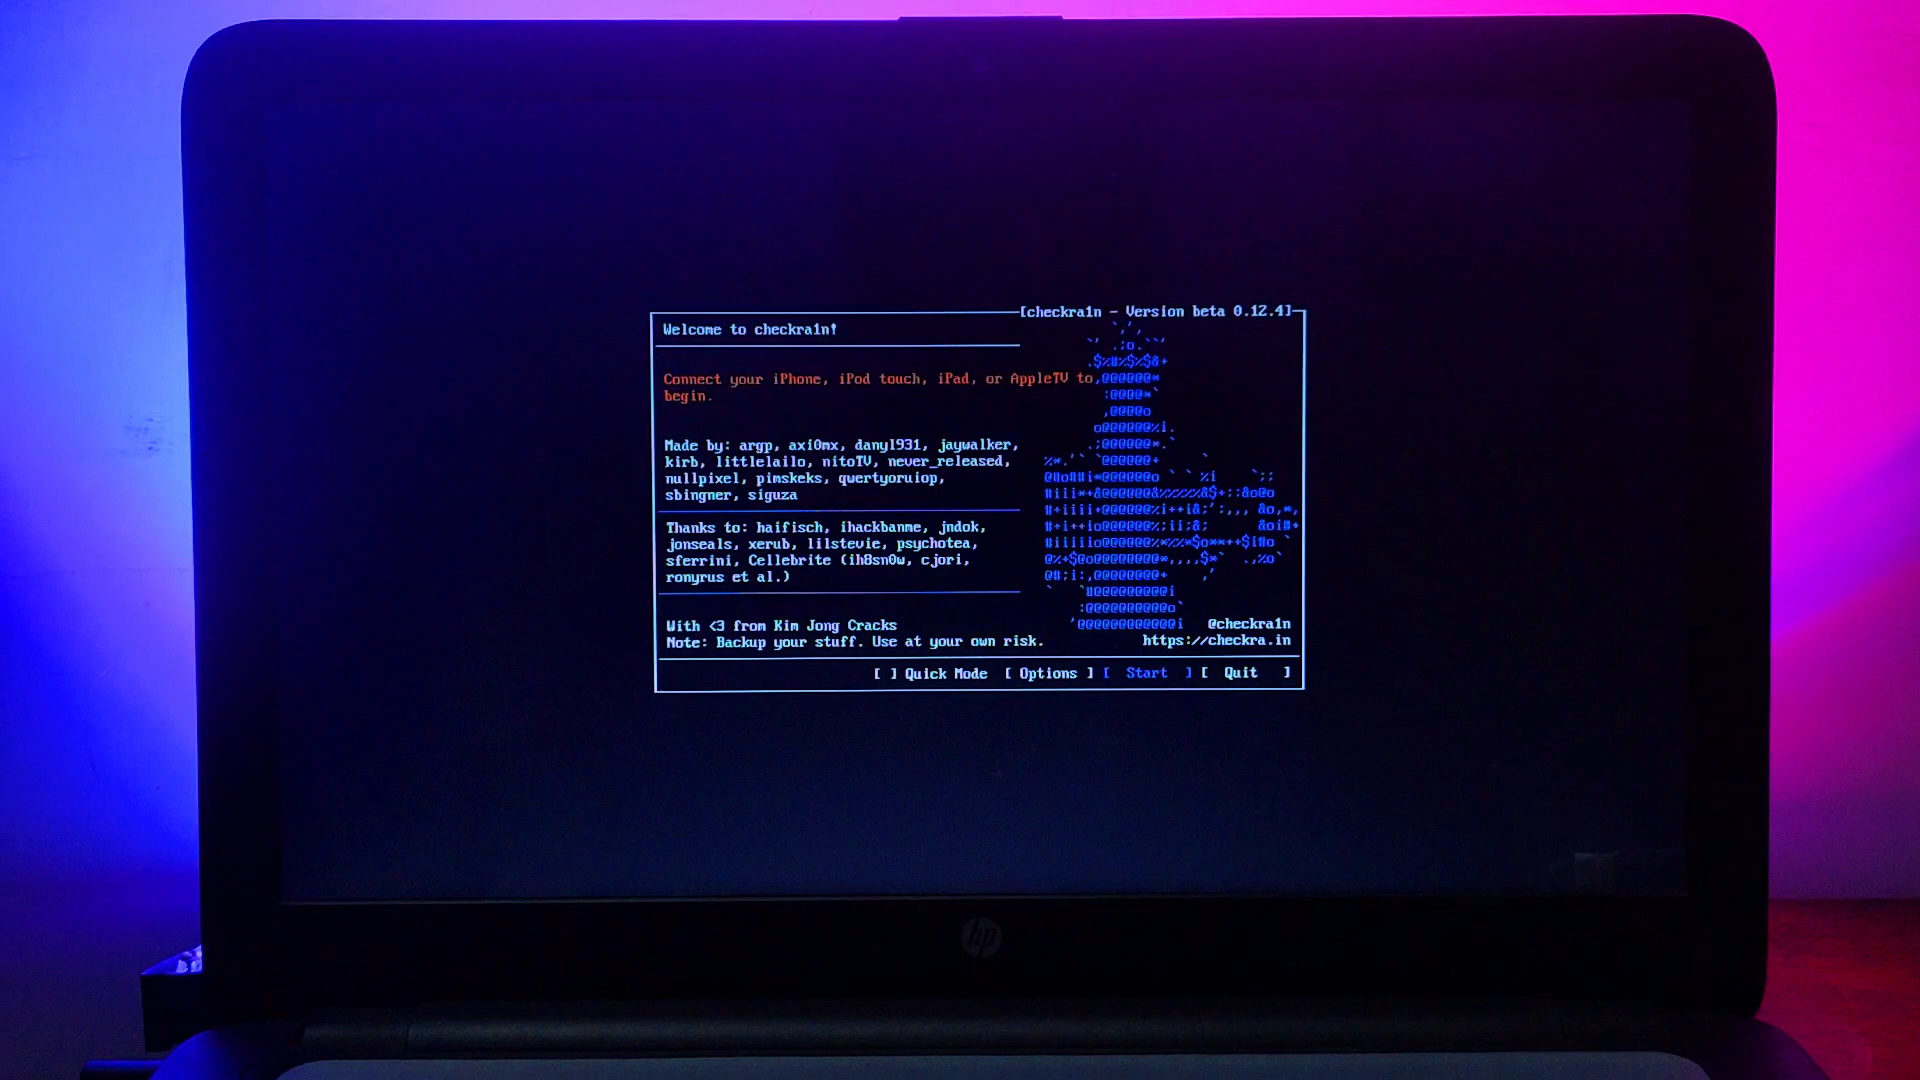 [checkra1n - Version beta 0.12.4]
Welcome to checkra1n!
Connect your iPhone, iPod touch, iPad, or AppleTV to
begin.
Made by: argp, axi0mx, danyl931, jaywalker,
kirb, littlelailo, nitoTV, never_released,
nullpixel, pimskeks, qwertyoruiop,
sbingner, siguza
Thanks to: haifisch, ihackbanme, jndok,
jonseals, xerub, lilstevie, psychotea,
sferrini, Cellebrite (ih8sn0w, cjori,
ronyrus et al.)
With <3 from Kim Jong Cracks
@checkra1n
Note: Backup your stuff. Use at your own risk.
https://checkra.in
[ ] Quick Mode [ Options ] [ Start ] [ Quit ]
hp